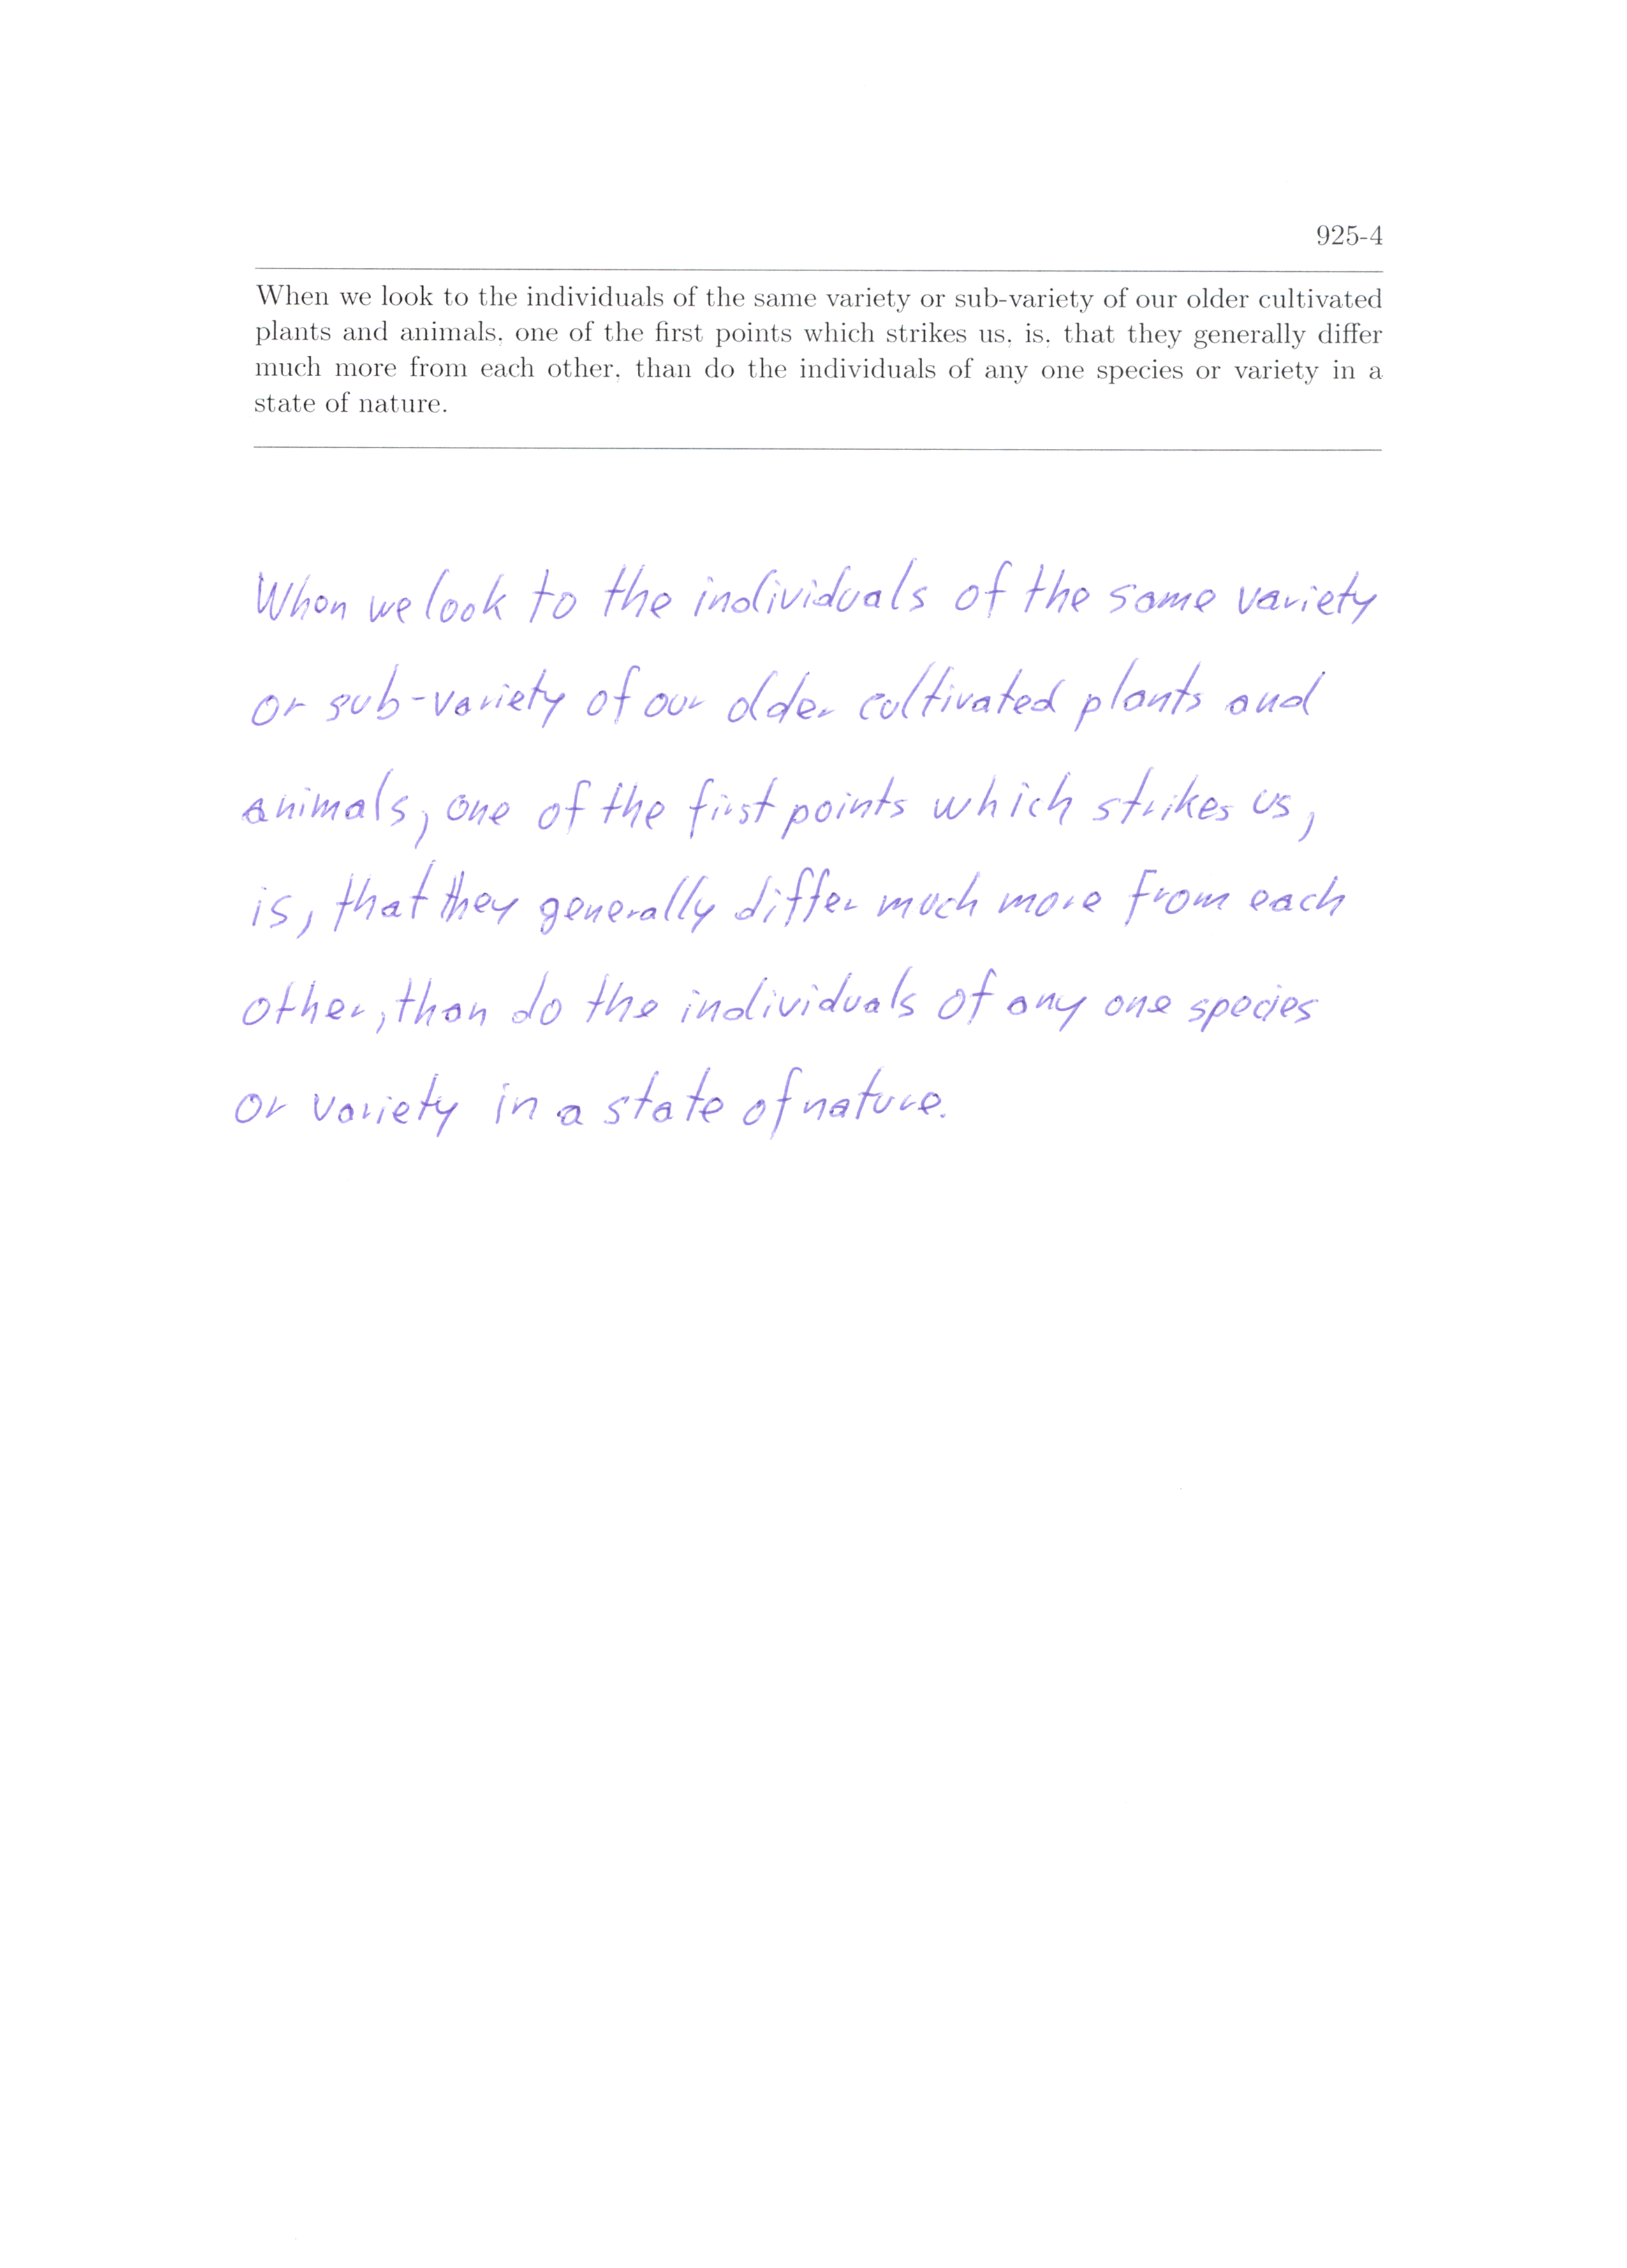 925-4
When we look to the individuals of the same variety or sub-variety of our older cultivated
plants and animals, one of the first points which strikes us, is, that they generally differ
much more from each other, than do the individuals of any one species or variety in a
state of nature.
When we look to the individuals of the same variety
or sub-variety of our older cultivated plants and
animals, one of the first points which strikes us,
is, that they generally differ much more from each
other, than do the individuals of any one species
or variety in a state of nature.